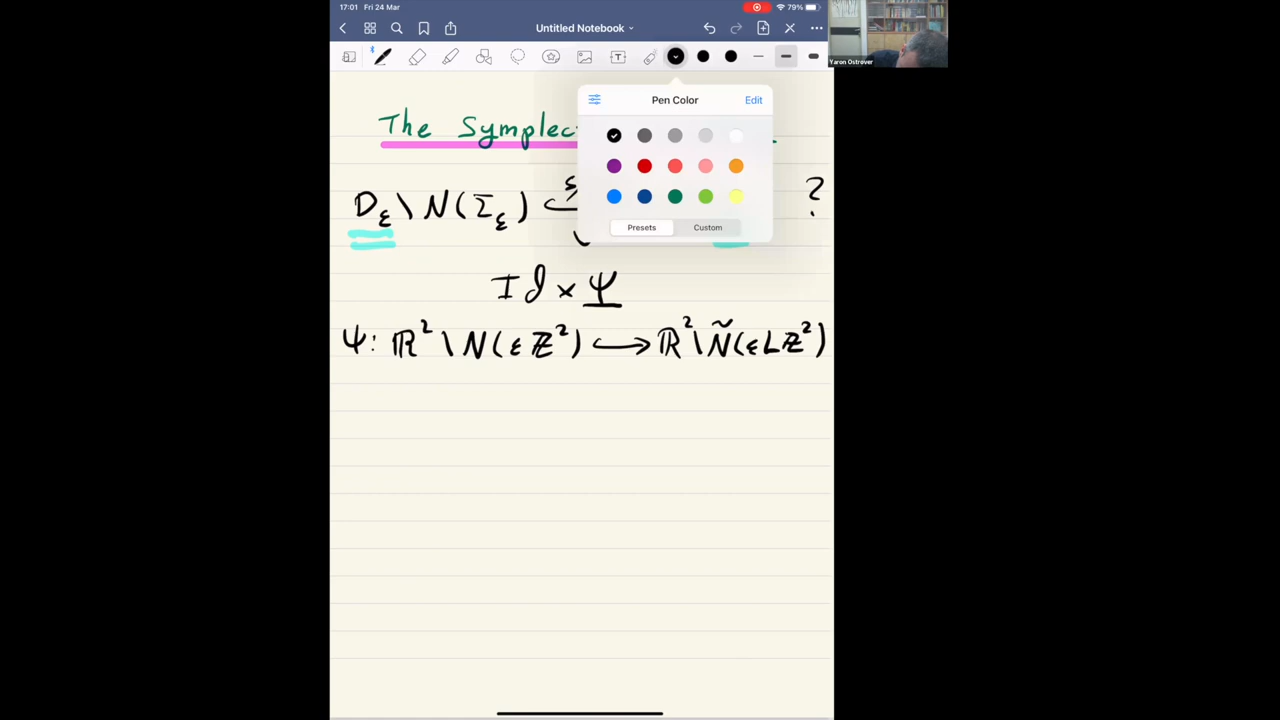 17:01 Fri 24 Mar 79%
Untitled Notebook
Yaron Ostrover
Pen Color Edit
Presets Custom
The Symplec
D_ε \ N(Σ_ε) ↪ ?
Id × Ψ
Ψ: ℝ² \ N(εℤ²) ↪ ℝ² \ Ñ(εLℤ²)